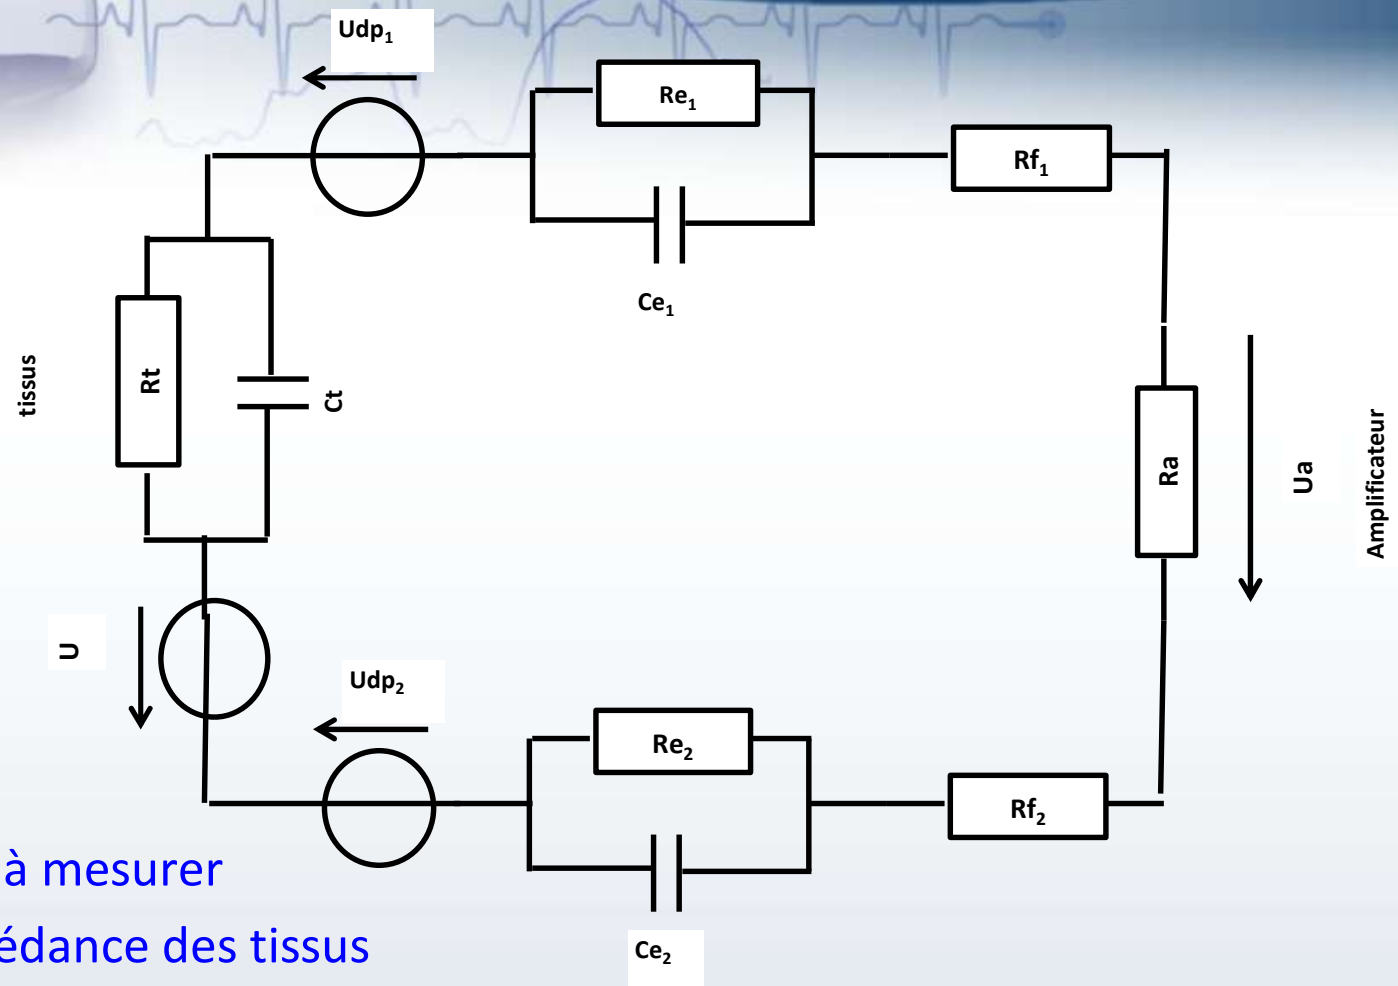 Udp₁
Re₁
Rf₁
Ce₁
tissus
Rt
Ct
Ra
Ua
Amplificateur
U
Udp₂
Re₂
Rf₂
à mesurer
édance des tissus
Ce₂